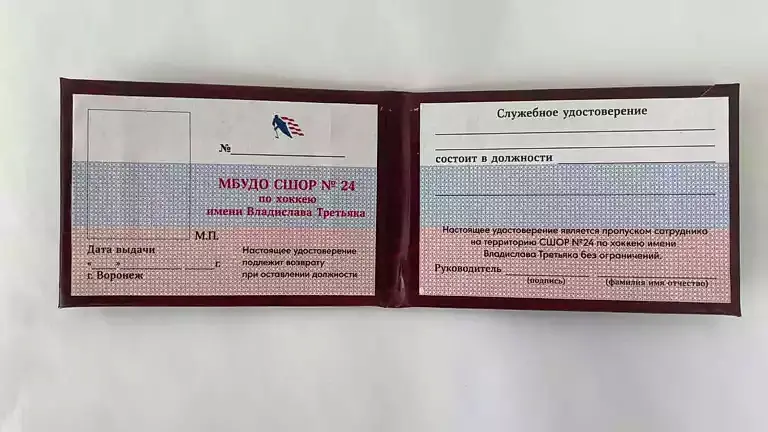 №
МБУДО СШОР № 24
по хоккею
имени Владислава Третьяка
М.П.
Дата выдачи
" " г.
г. Воронеж
Настоящее удостоверение
подлежит возврату
при оставлении должности
Служебное удостоверение
состоит в должности
Настоящее удостоверение является пропуском сотрудника
на территорию СШОР №24 по хоккею имени
Владислава Третьяка без ограничений.
Руководитель
(подпись) (фамилия имя отчество)